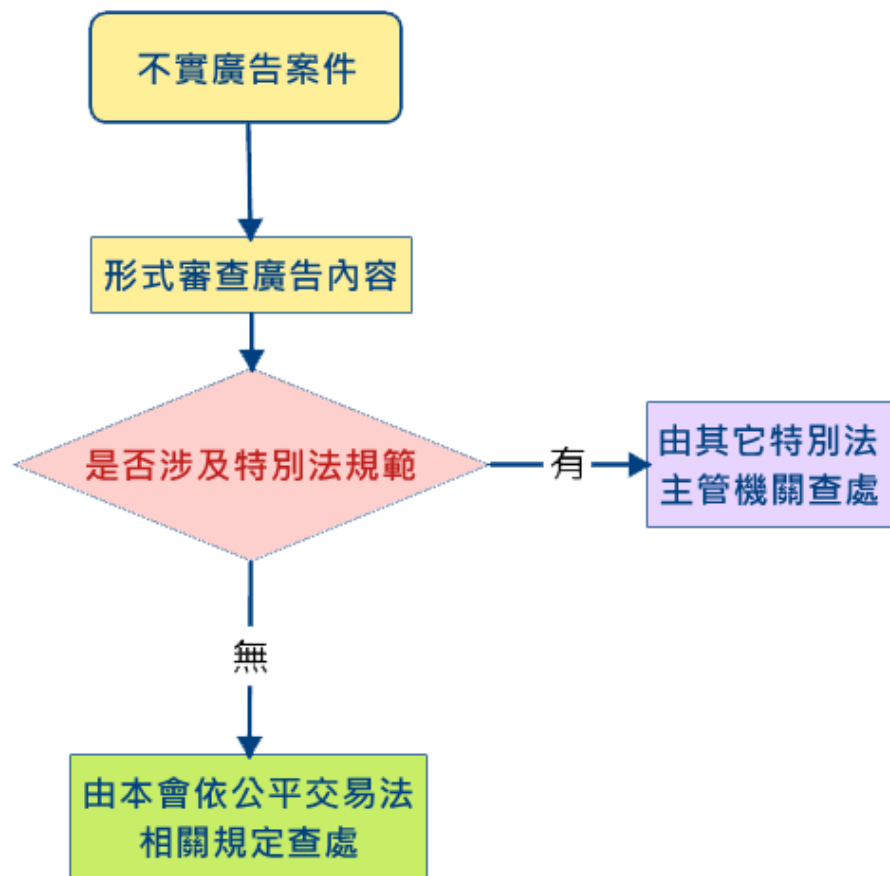 不實廣告案件
形式審查廣告內容
是否涉及特別法規範
有
由其它特別法
主管機關查處
無
由本會依公平交易法
相關規定查處